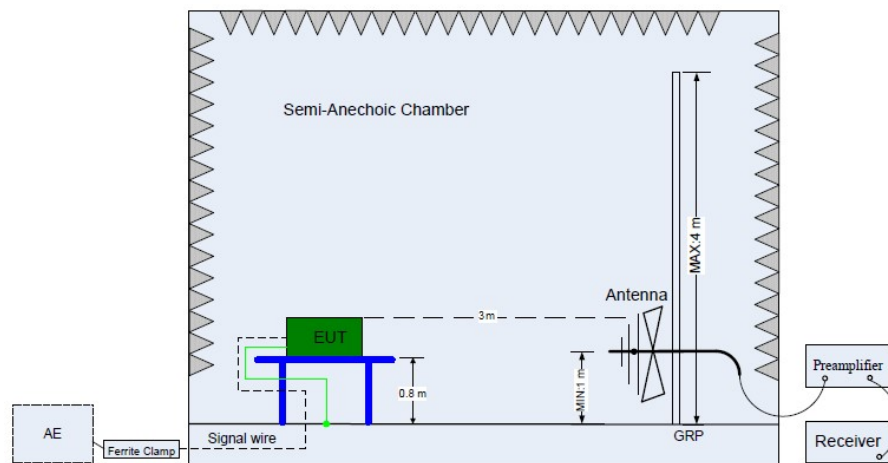 Semi-Anechoic Chamber
MAX:4 m
Antenna
3m
EUT
MIN:1 m
0.8 m
Preamplifier
AE
Ferrite Clamp
Signal wire
GRP
Receiver